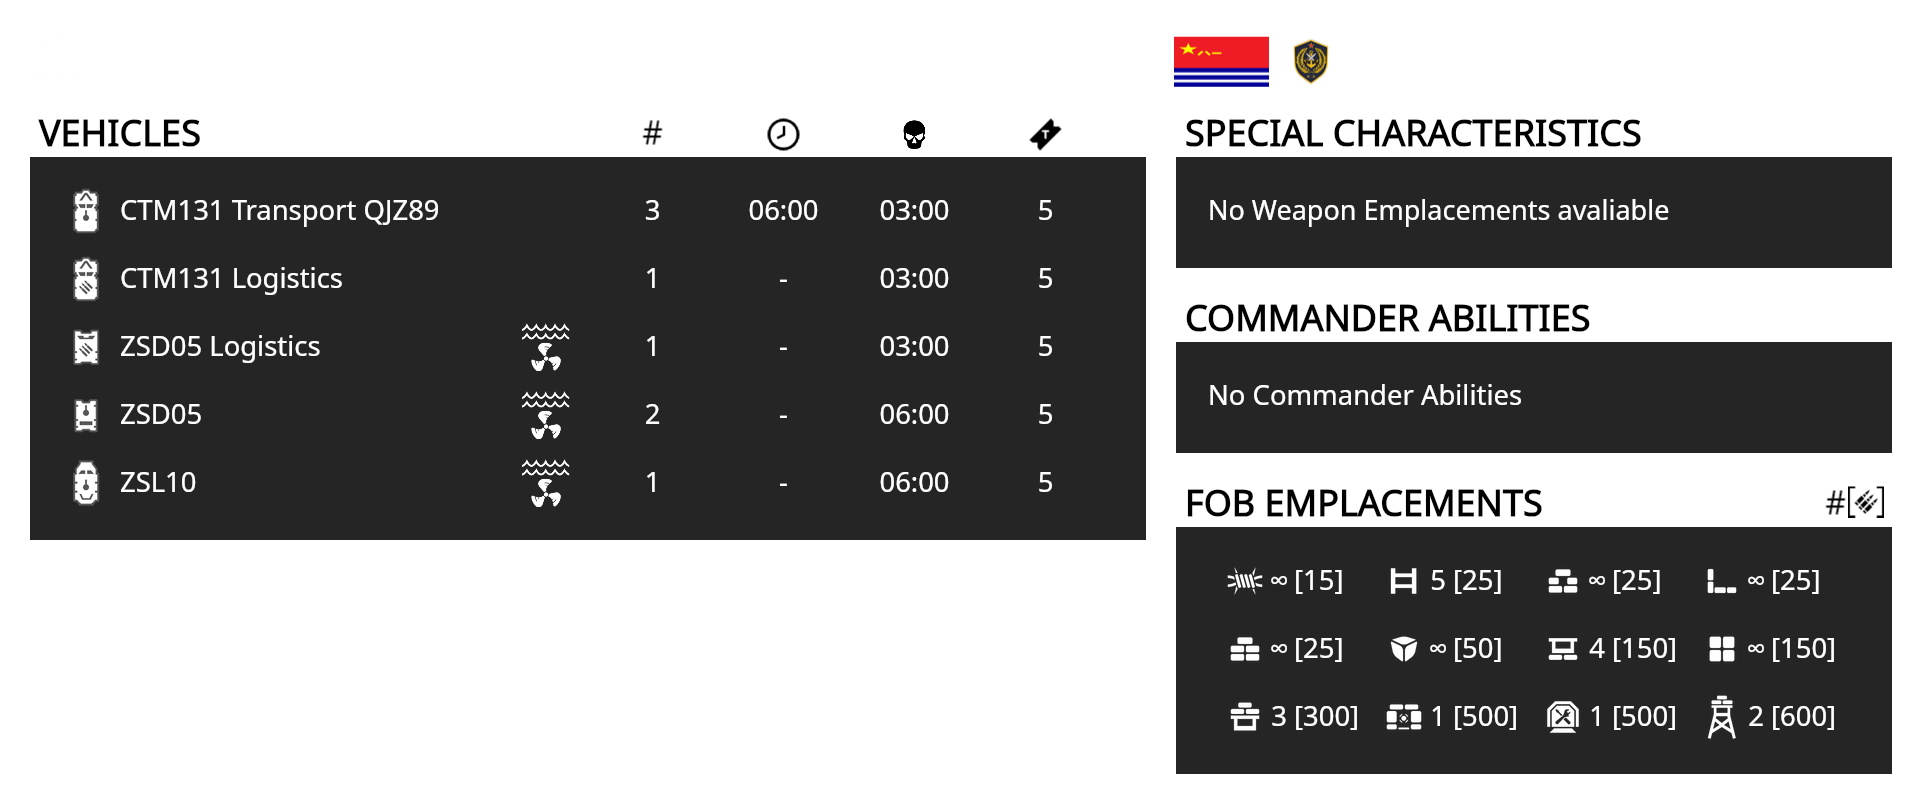 VEHICLES #
CTM131 Transport QJZ89 3 06:00 03:00 5
CTM131 Logistics 1 - 03:00 5
ZSD05 Logistics 1 - 03:00 5
ZSD05 2 - 06:00 5
ZSL10 1 - 06:00 5
SPECIAL CHARACTERISTICS
No Weapon Emplacements avaliable
COMMANDER ABILITIES
No Commander Abilities
FOB EMPLACEMENTS #[ ]
∞ [15] 5 [25] ∞ [25] ∞ [25]
∞ [25] ∞ [50] 4 [150] ∞ [150]
3 [300] 1 [500] 1 [500] 2 [600]